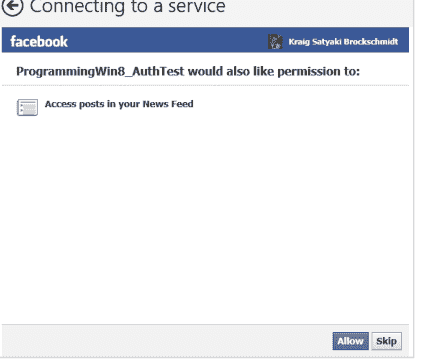 Connecting to a service
facebook Kraig Satyaki Brockschmidt
ProgrammingWin8_AuthTest would also like permission to:
Access posts in your News Feed
Allow Skip